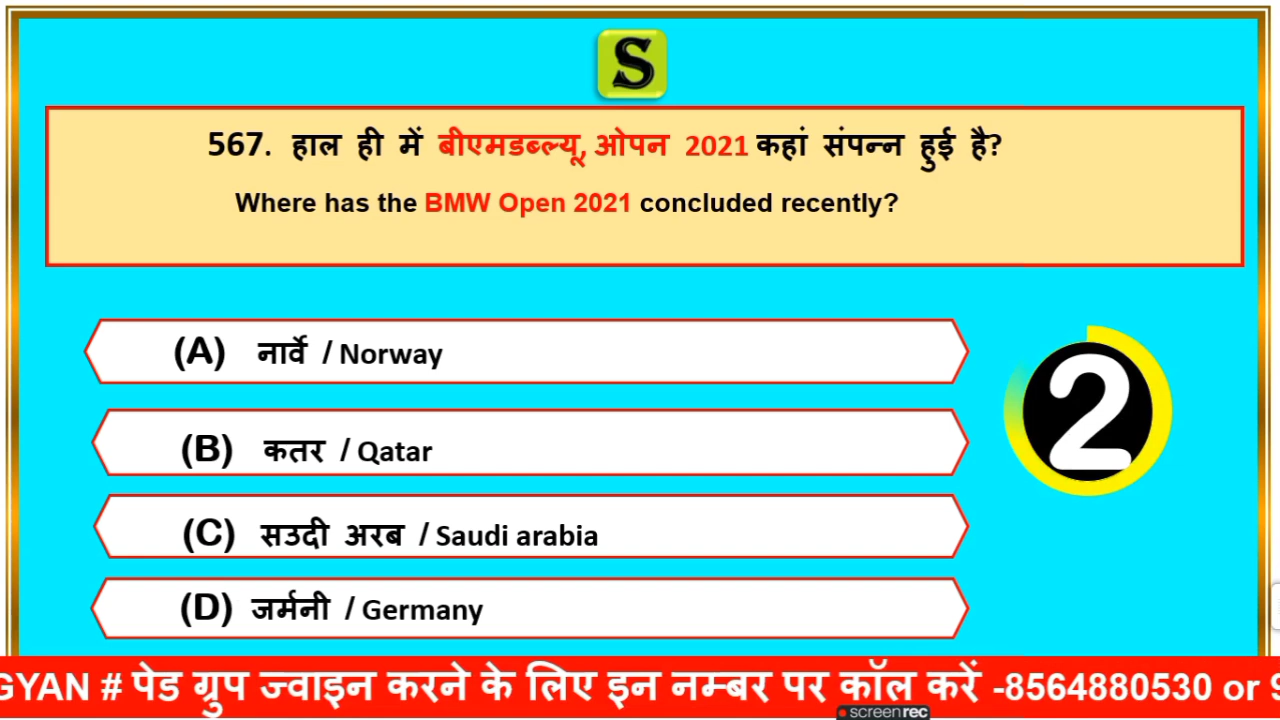 S
567. हाल ही में बीएमडब्ल्यू, ओपन 2021 कहां संपन्न हुई है?
Where has the BMW Open 2021 concluded recently?
(A) नार्वे / Norway
2
(B) कतर / Qatar
(C) सउदी अरब / Saudi arabia
(D) जर्मनी / Germany
GYAN # पेड ग्रुप ज्वाइन करने के लिए इन नम्बर पर कॉल करें -8564880530 or 9
screenrec